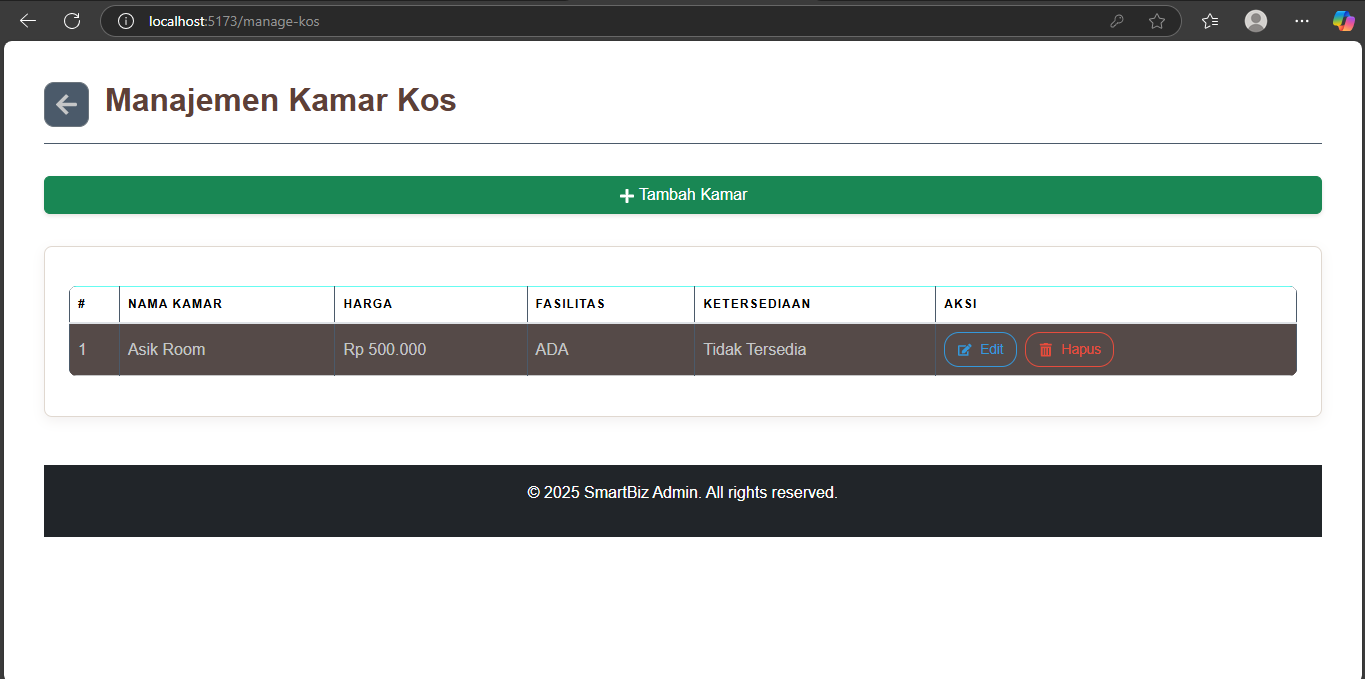 localhost:5173/manage-kos
Manajemen Kamar Kos
Tambah Kamar
# NAMA KAMAR HARGA FASILITAS KETERSEDIAAN AKSI
1 Asik Room Rp 500.000 ADA Tidak Tersedia Edit Hapus
© 2025 SmartBiz Admin. All rights reserved.